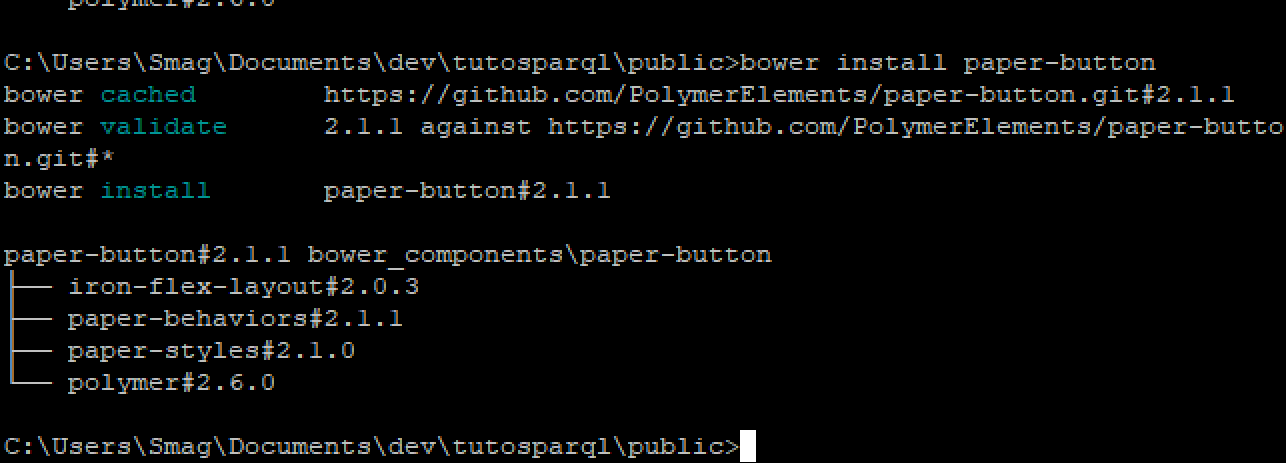 polymer#2.6.0
C:\Users\Smag\Documents\dev\tutosparql\public>bower install paper-button
bower cached        https://github.com/PolymerElements/paper-button.git#2.1.1
bower validate      2.1.1 against https://github.com/PolymerElements/paper-butto
n.git#*
bower install       paper-button#2.1.1
paper-button#2.1.1 bower_components\paper-button
├── iron-flex-layout#2.0.3
├── paper-behaviors#2.1.1
├── paper-styles#2.1.0
└── polymer#2.6.0
C:\Users\Smag\Documents\dev\tutosparql\public>